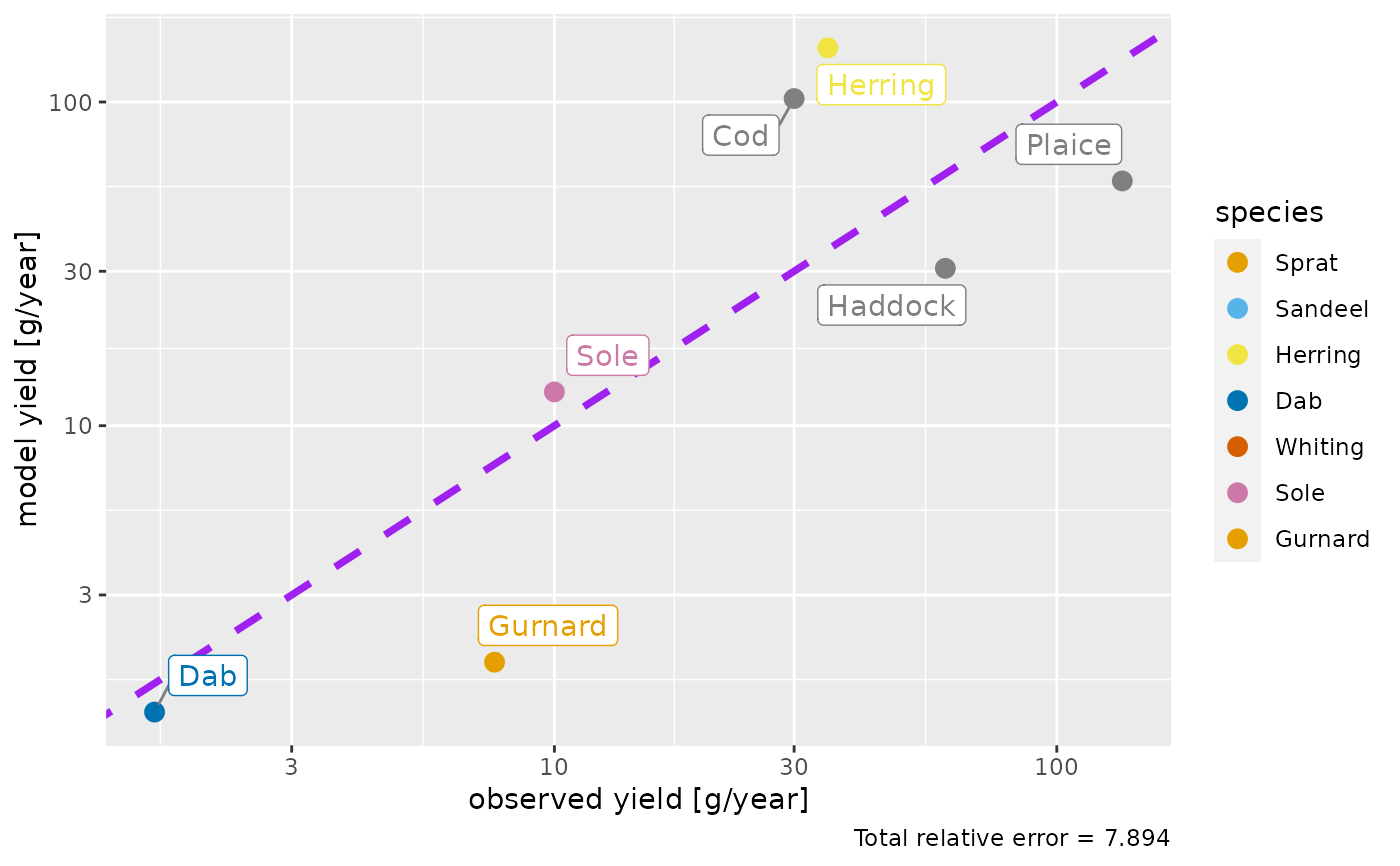 100
30
10
3
model yield [g/year]
Herring
Cod
Plaice
Haddock
Sole
Gurnard
Dab
3
10
30
100
observed yield [g/year]
Total relative error = 7.894
species
Sprat
Sandeel
Herring
Dab
Whiting
Sole
Gurnard